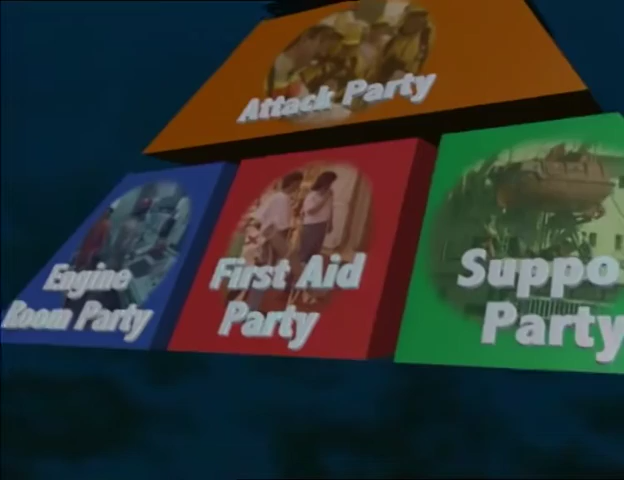 Attack Party
Engine
Room Party
First Aid
Party
Suppo
Party